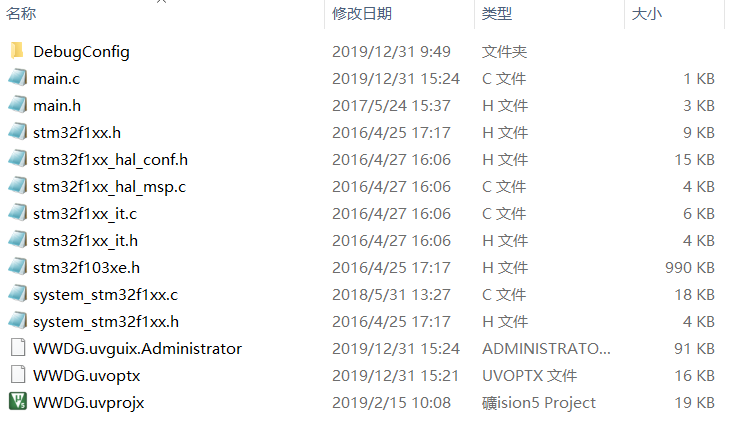 名称 修改日期 类型 大小
DebugConfig 2019/12/31 9:49 文件夹
main.c 2019/12/31 15:24 C 文件 1 KB
main.h 2017/5/24 15:37 H 文件 3 KB
stm32f1xx.h 2016/4/25 17:17 H 文件 9 KB
stm32f1xx_hal_conf.h 2016/4/27 16:06 H 文件 15 KB
stm32f1xx_hal_msp.c 2016/4/27 16:06 C 文件 4 KB
stm32f1xx_it.c 2016/4/27 16:06 C 文件 6 KB
stm32f1xx_it.h 2016/4/27 16:06 H 文件 4 KB
stm32f103xe.h 2016/4/25 17:17 H 文件 990 KB
system_stm32f1xx.c 2018/5/31 13:27 C 文件 18 KB
system_stm32f1xx.h 2016/4/25 17:17 H 文件 4 KB
WWDG.uvguix.Administrator 2019/12/31 15:24 ADMINISTRATO... 91 KB
WWDG.uvoptx 2019/12/31 15:21 UVOPTX 文件 16 KB
WWDG.uvprojx 2019/2/15 10:08 礦ision5 Project 19 KB